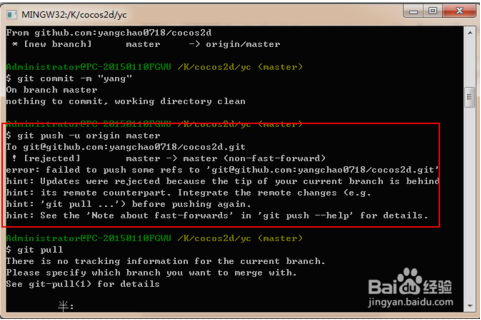 MINGW32:/K/cocos2d/yc
From github.com:yangchao0718/cocos2d
* [new branch] master -> origin/master
Administrator@PC-20150110FGWU /K/cocos2d/yc (master)
$ git commit -m "yang"
On branch master
nothing to commit, working directory clean
Administrator@PC-20150110FGWU /K/cocos2d/yc (master)
$ git push -u origin master
To git@github.com:yangchao0718/cocos2d.git
! [rejected] master -> master (non-fast-forward)
error: failed to push some refs to 'git@github.com:yangchao0718/cocos2d.git'
hint: Updates were rejected because the tip of your current branch is behind
hint: its remote counterpart. Integrate the remote changes (e.g.
hint: 'git pull ...') before pushing again.
hint: See the 'Note about fast-forwards' in 'git push --help' for details.
Administrator@PC-20150110FGWU /K/cocos2d/yc (master)
$ git pull
There is no tracking information for the current branch.
Please specify which branch you want to merge with.
See git-pull(1) for details
半:
Baidu 经验
jingyan.baidu.com